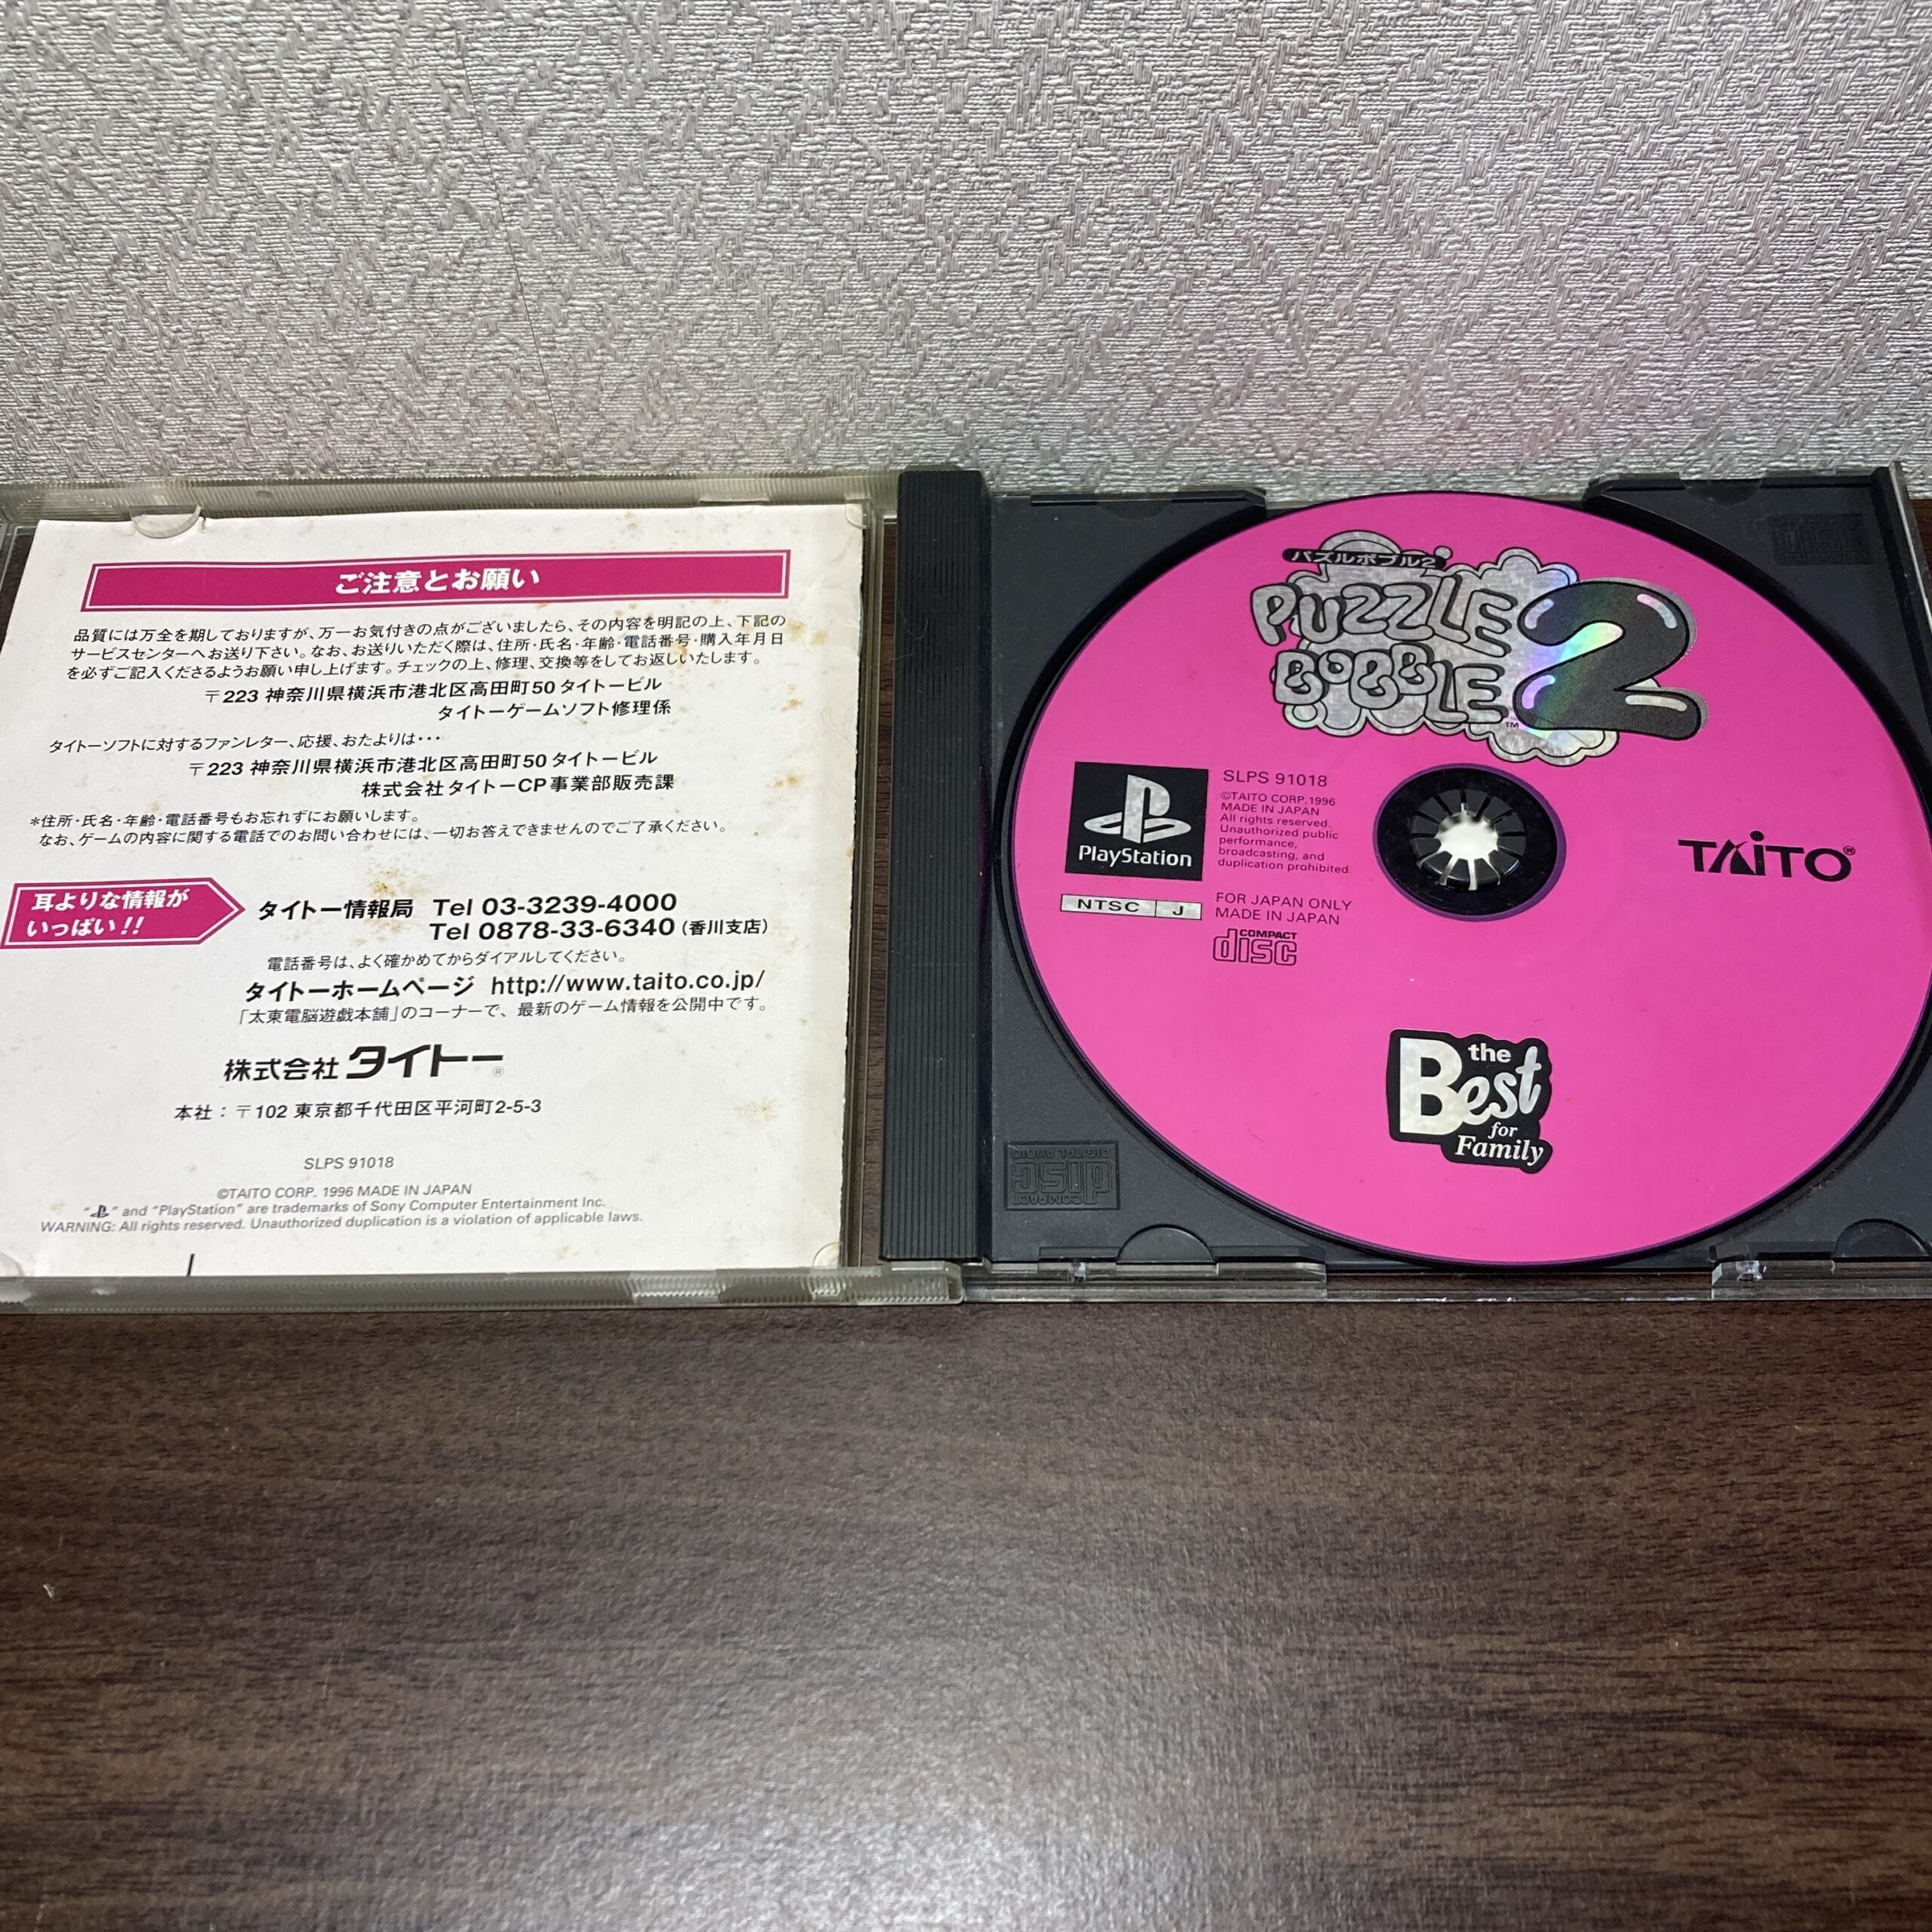 ご注意とお願い
品質には万全を期しておりますが、万一お気付きの点がございましたら、その内容を明記の上、下記の
サービスセンターへお送り下さい。なお、お送りいただく際は、住所・氏名・年齢・電話番号・購入年月日
を必ずご記入くださるようお願い申し上げます。チェックの上、修理、交換等をしてお返しいたします。
〒223 神奈川県横浜市港北区高田町50 タイトービル
タイトーゲームソフト修理係
タイトーソフトに対するファンレター、応援、おたよりは・・・
〒223 神奈川県横浜市港北区高田町50 タイトービル
株式会社タイトーCP事業部販売課
*住所・氏名・年齢・電話番号もお忘れずにお願いします。
なお、ゲームの内容に関する電話でのお問い合わせには、一切お答えできませんのでご了承ください。
耳よりな情報が
いっぱい!!
タイトー情報局 Tel 03-3239-4000
Tel 0878-33-6340 (香川支店)
電話番号は、よく確かめてからダイアルしてください。
タイトーホームページ http://www.taito.co.jp/
「太東電脳遊戯本舗」のコーナーで、最新のゲーム情報を公開中です。
株式会社 タイトー®
本社：〒102 東京都千代田区平河町2-5-3
SLPS 91018
©TAITO CORP. 1996 MADE IN JAPAN
" " and "PlayStation" are trademarks of Sony Computer Entertainment Inc.
WARNING: All rights reserved. Unauthorized duplication is a violation of applicable laws.
パズルボブル2
PUZZLE
BOBBLE 2
TM
PlayStation
SLPS 91018
©TAITO CORP. 1996
MADE IN JAPAN
All rights reserved.
Unauthorized public
performance,
broadcasting, and
duplication prohibited.
NTSC J
FOR JAPAN ONLY
MADE IN JAPAN
COMPACT
disc
TAITO®
the
Best
for
Family
COMPACT
disc
DIGITAL AUDIO